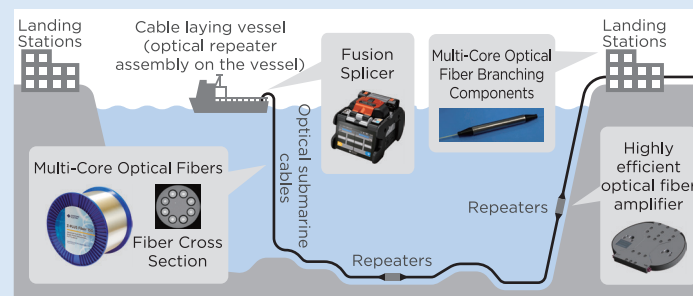 Landing
Stations
Cable laying vessel
(optical repeater
assembly on the vessel)
Fusion
Splicer
Multi-Core Optical
Fiber Branching
Components
Landing
Stations
Optical submarine
cables
Multi-Core Optical Fibers
Fiber Cross
Section
Highly
efficient
optical fiber
amplifier
Repeaters
Repeaters